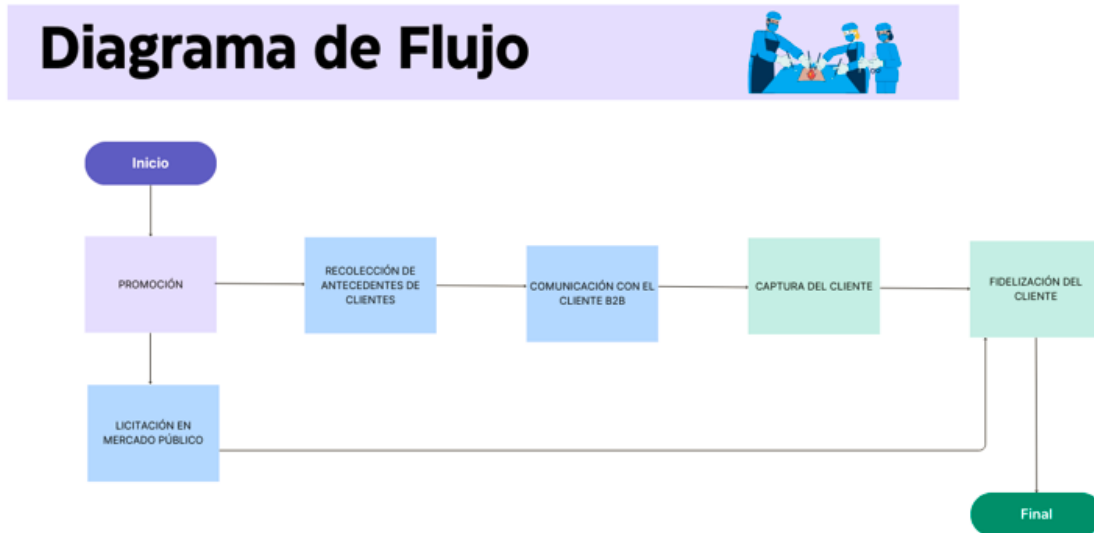 Diagrama de Flujo
Inicio
PROMOCIÓN
RECOLECCIÓN DE
ANTECEDENTES DE
CLIENTES
COMUNICACIÓN CON EL
CLIENTE B2B
CAPTURA DEL CLIENTE
FIDELIZACIÓN DEL
CLIENTE
LICITACIÓN EN
MERCADO PÚBLICO
Final